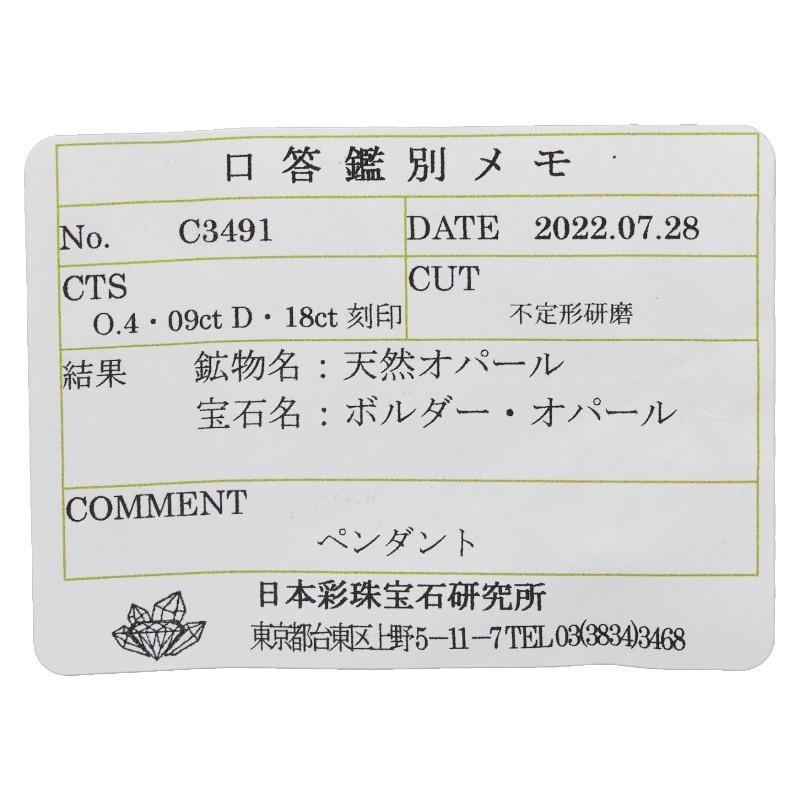 口答鑑別メモ
No. C3491 DATE 2022.07.28
CTS CUT
O.4・09ct D・18ct 刻印 不定形研磨
結果 鉱物名：天然オパール
宝石名：ボルダー・オパール
COMMENT
ペンダント
日本彩珠宝石研究所
東京都台東区上野5-11-7 TEL 03(3834)3468